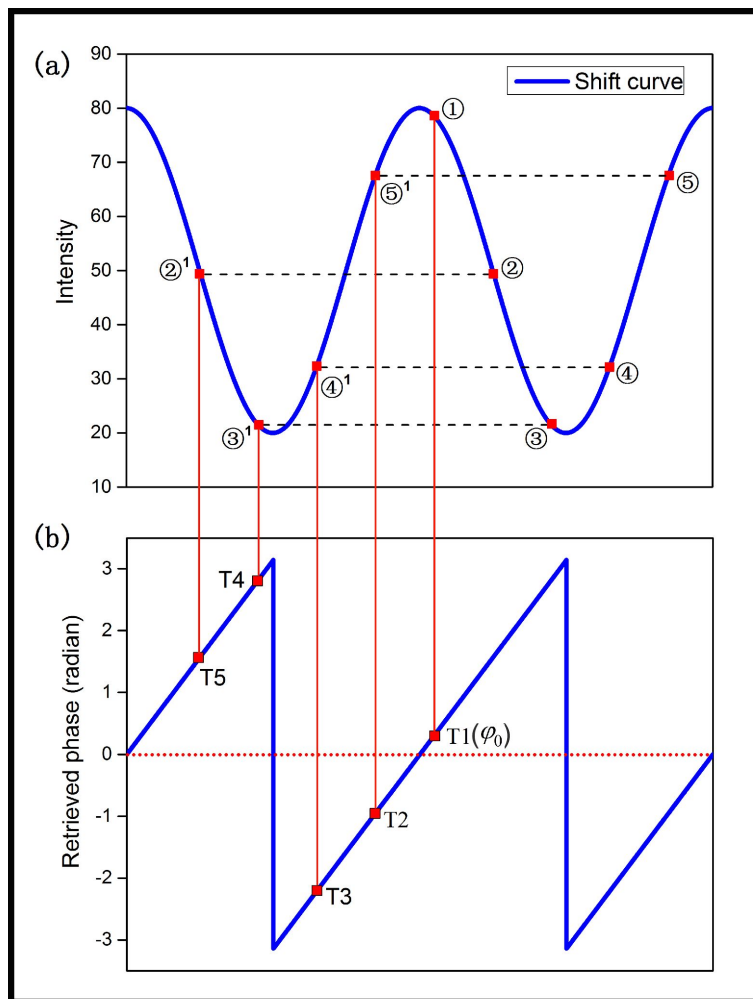 (a)
90
80
70
60
50
40
30
20
10
Intensity
Shift curve
①
⑤¹
⑤
②¹
②
④¹
④
③¹
③
(b)
3
2
1
0
-1
-2
-3
Retrieved phase (radian)
T4
T5
T1(φ₀)
T2
T3